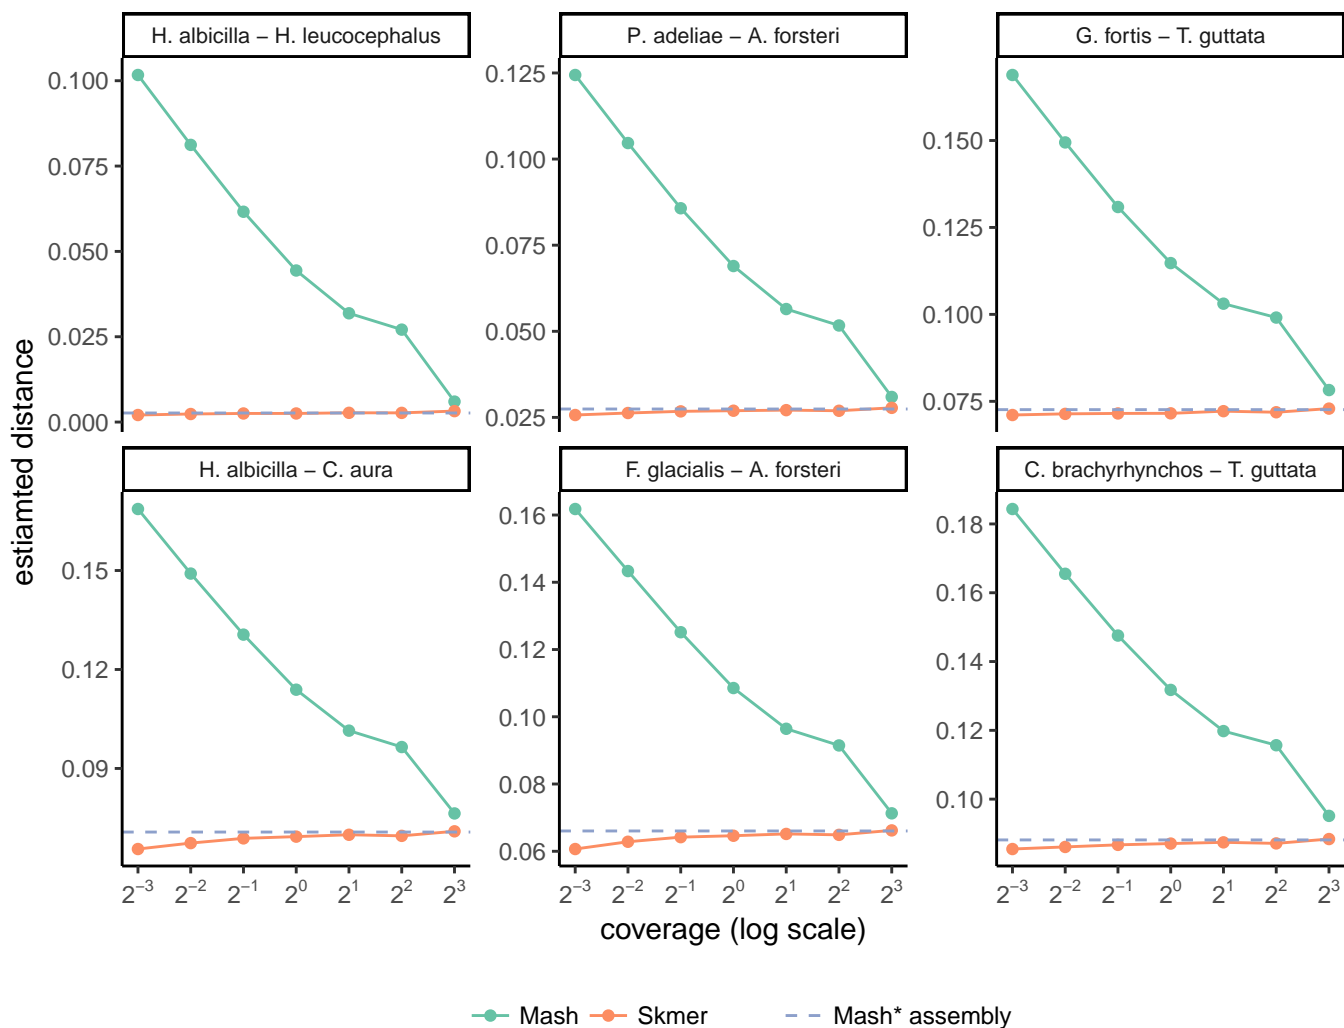 H. albicilla − H. leucocephalus
P. adeliae − A. forsteri
G. fortis − T. guttata
0.100
0.075
0.050
0.025
0.000
0.125
0.100
0.075
0.050
0.025
0.150
0.125
0.100
0.075
estiamted distance
H. albicilla − C. aura
F. glacialis − A. forsteri
C. brachyrhynchos − T. guttata
0.15
0.12
0.09
0.16
0.14
0.12
0.10
0.08
0.06
0.18
0.16
0.14
0.12
0.10
2⁻³ 2⁻² 2⁻¹ 2⁰ 2¹ 2² 2³
2⁻³ 2⁻² 2⁻¹ 2⁰ 2¹ 2² 2³
2⁻³ 2⁻² 2⁻¹ 2⁰ 2¹ 2² 2³
coverage (log scale)
Mash Skmer Mash* assembly